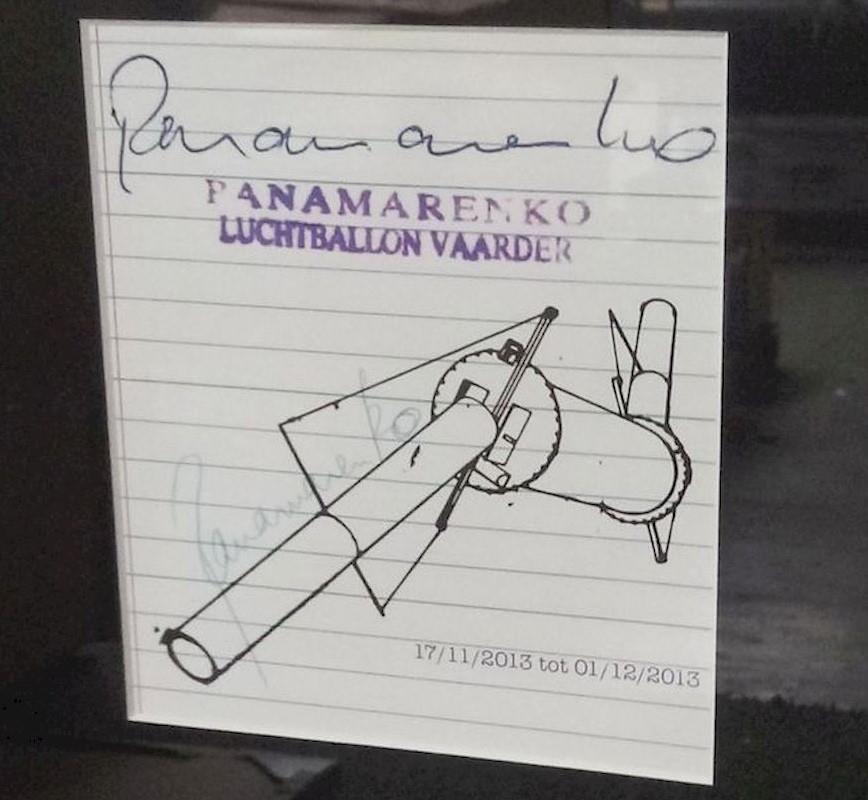 Panamarenko
PANAMARENKO
LUCHTBALLON VAARDER
Panamarenko
17/11/2013 tot 01/12/2013